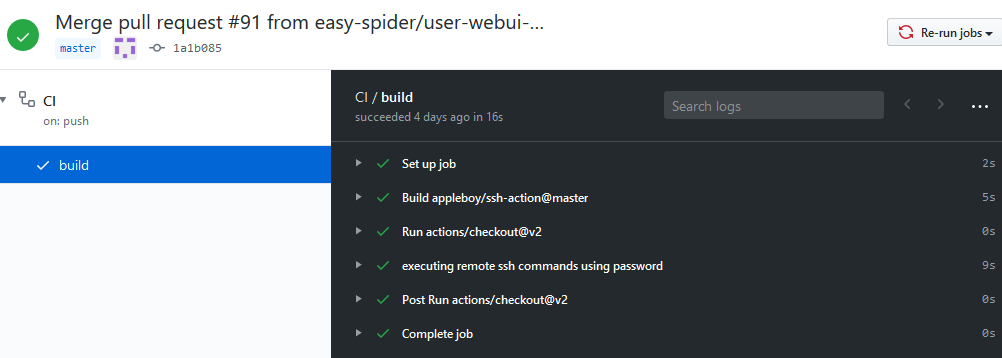 Merge pull request #91 from easy-spider/user-webui-...
master 1a1b085
Re-run jobs
CI
on: push
build
CI / build
succeeded 4 days ago in 16s
Search logs
Set up job 2s
Build appleboy/ssh-action@master 5s
Run actions/checkout@v2 0s
executing remote ssh commands using password 9s
Post Run actions/checkout@v2 0s
Complete job 0s